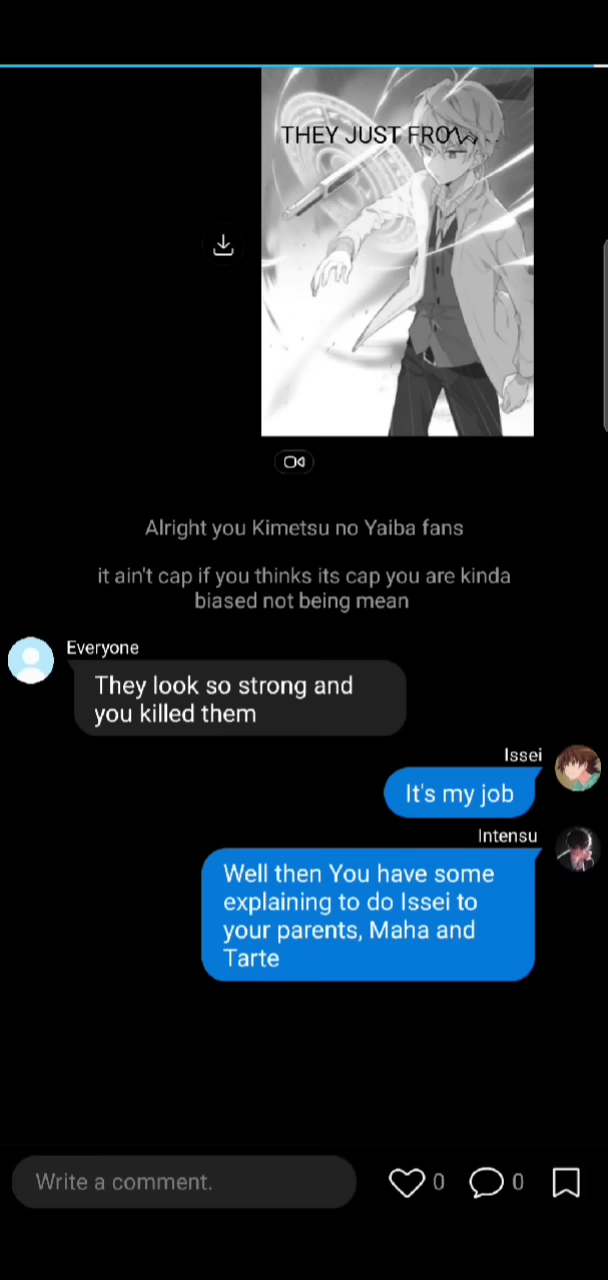 THEY JUST FROM
Alright you Kimetsu no Yaiba fans
it ain't cap if you thinks its cap you are kinda
biased not being mean
Everyone
They look so strong and
you killed them
Issei
It's my job
Intensu
Well then You have some
explaining to do Issei to
your parents, Maha and
Tarte
Write a comment.
0
0